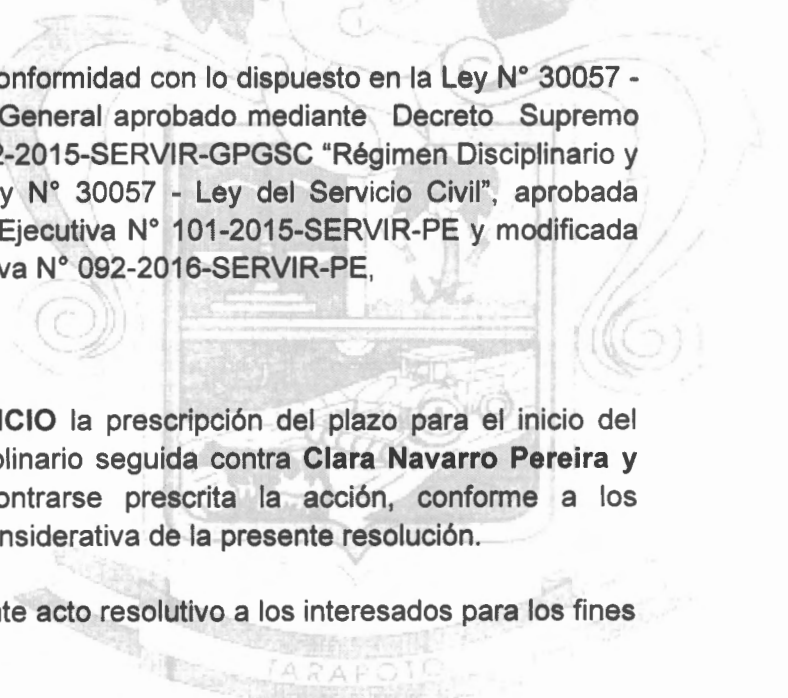 onformidad con lo dispuesto en la Ley N° 30057 -
General aprobado mediante Decreto Supremo
2-2015-SERVIR-GPGSC “Régimen Disciplinario y
y N° 30057 - Ley del Servicio Civil”, aprobada
Ejecutiva N° 101-2015-SERVIR-PE y modificada
va N° 092-2016-SERVIR-PE,
ICIO la prescripción del plazo para el inicio del
plinario seguida contra Clara Navarro Pereira y
contrarse prescrita la acción, conforme a los
nsiderativa de la presente resolución.
te acto resolutivo a los interesados para los fines
TARAPOTO